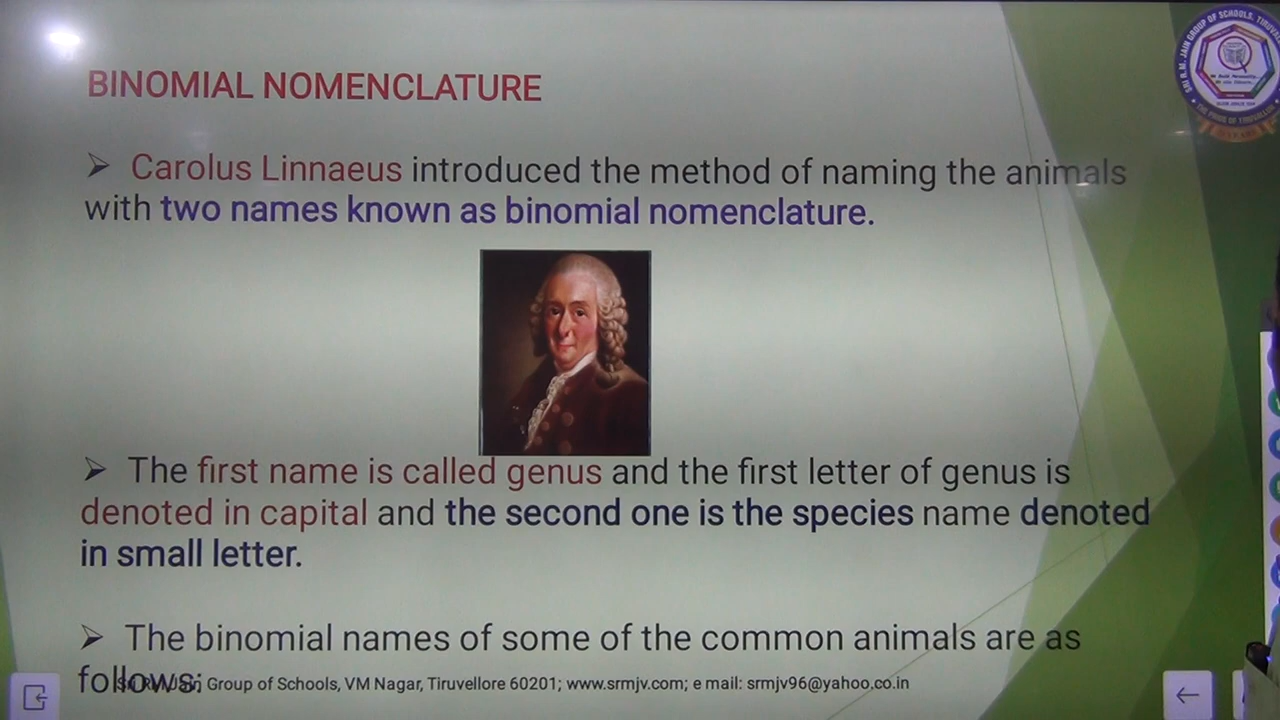 BINOMIAL NOMENCLATURE
➢ Carolus Linnaeus introduced the method of naming the animals
with two names known as binomial nomenclature.
➢ The first name is called genus and the first letter of genus is
denoted in capital and the second one is the species name denoted
in small letter.
➢ The binomial names of some of the common animals are as
follows:
Group of Schools, VM Nagar, Tiruvellore 60201; www.srmjv.com; e mail: srmjv96@yahoo.co.in